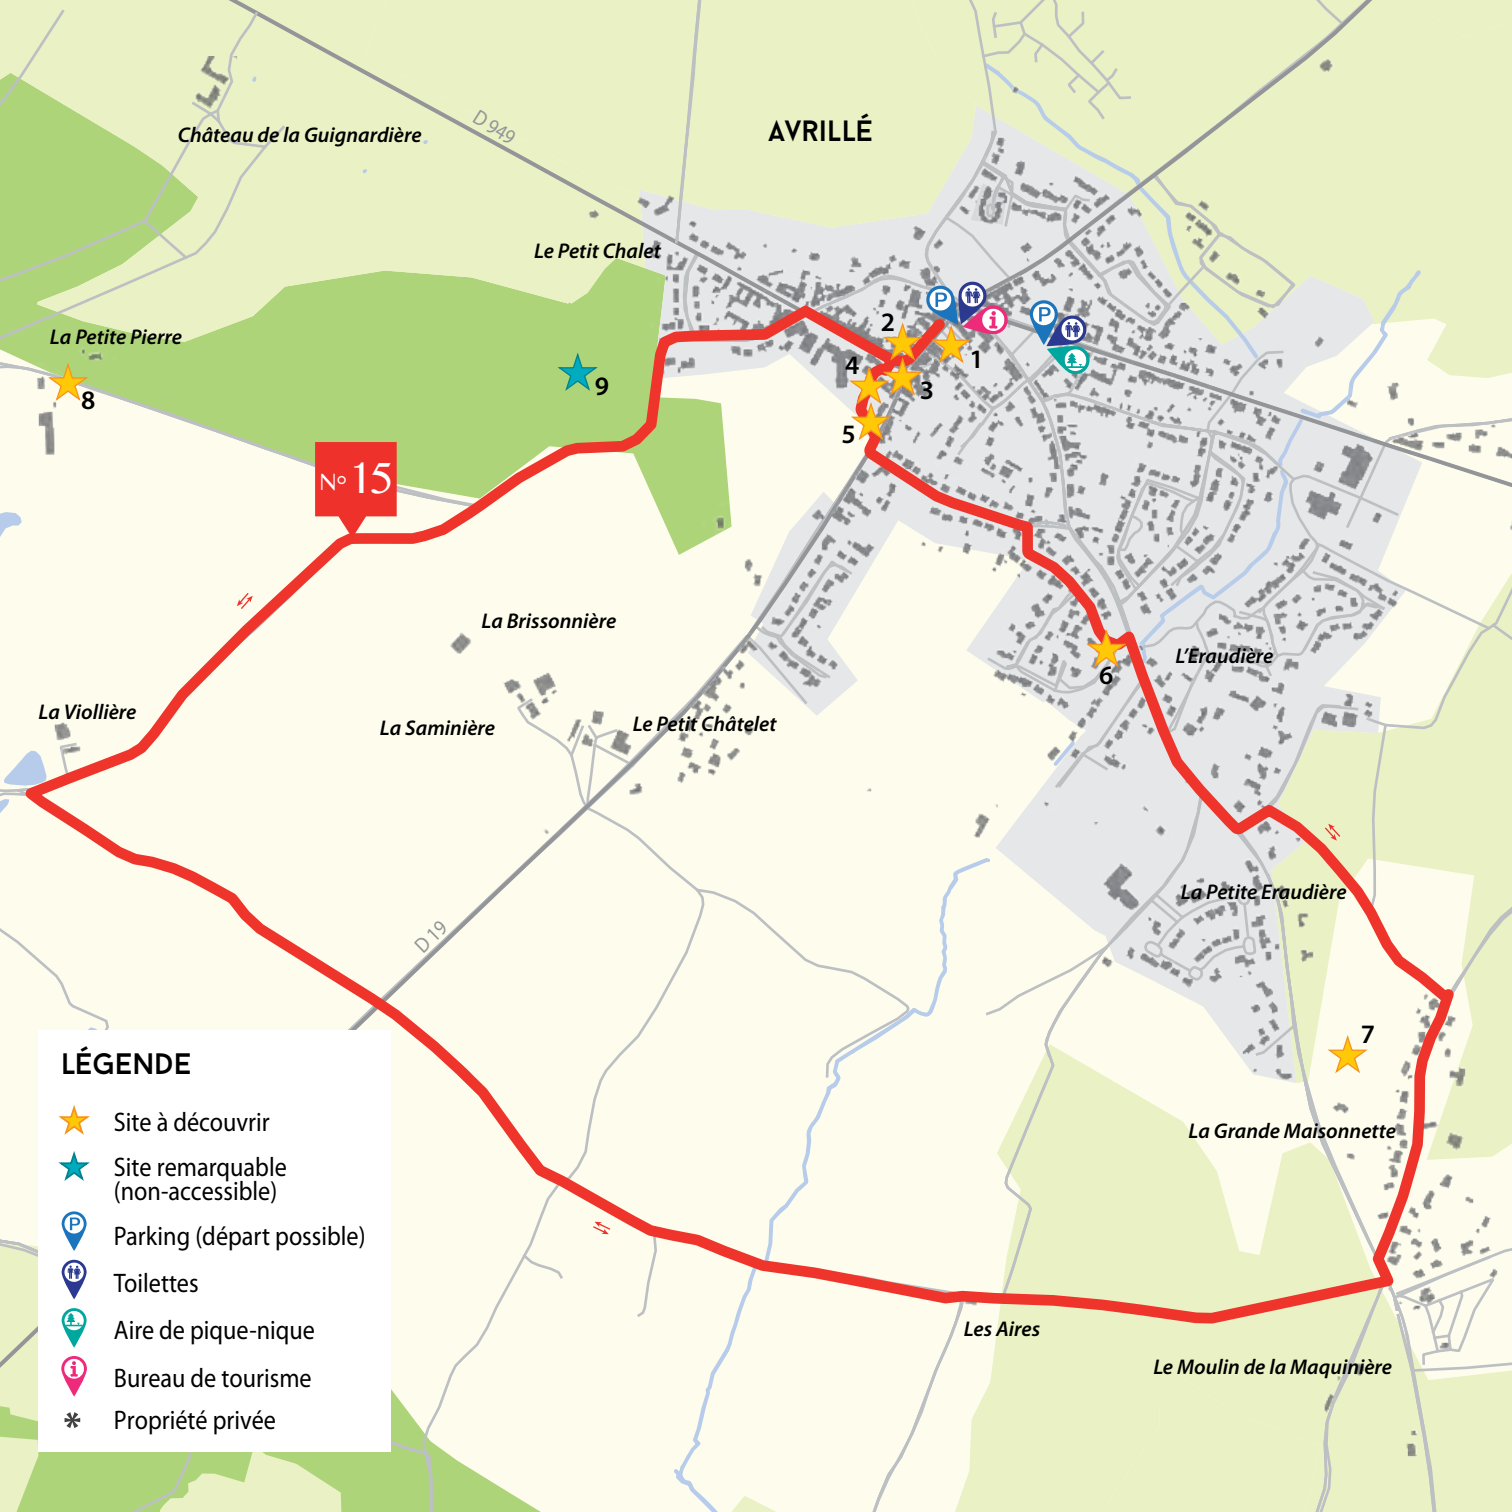 D 949
AVRILLÉ
Château de la Guignardière
Le Petit Chalet
La Petite Pierre
P
i
P
2
1
4
3
8
9
5
N° 15
La Brissonnière
L'Eraudière
6
La Viollière
La Saminière
Le Petit Châtelet
La Petite Eraudière
D 19
7
La Grande Maisonnette
Les Aires
Le Moulin de la Maquinière
LÉGENDE
Site à découvrir
Site remarquable
(non-accessible)
P
Parking (départ possible)
Toilettes
Aire de pique-nique
i
Bureau de tourisme
* Propriété privée